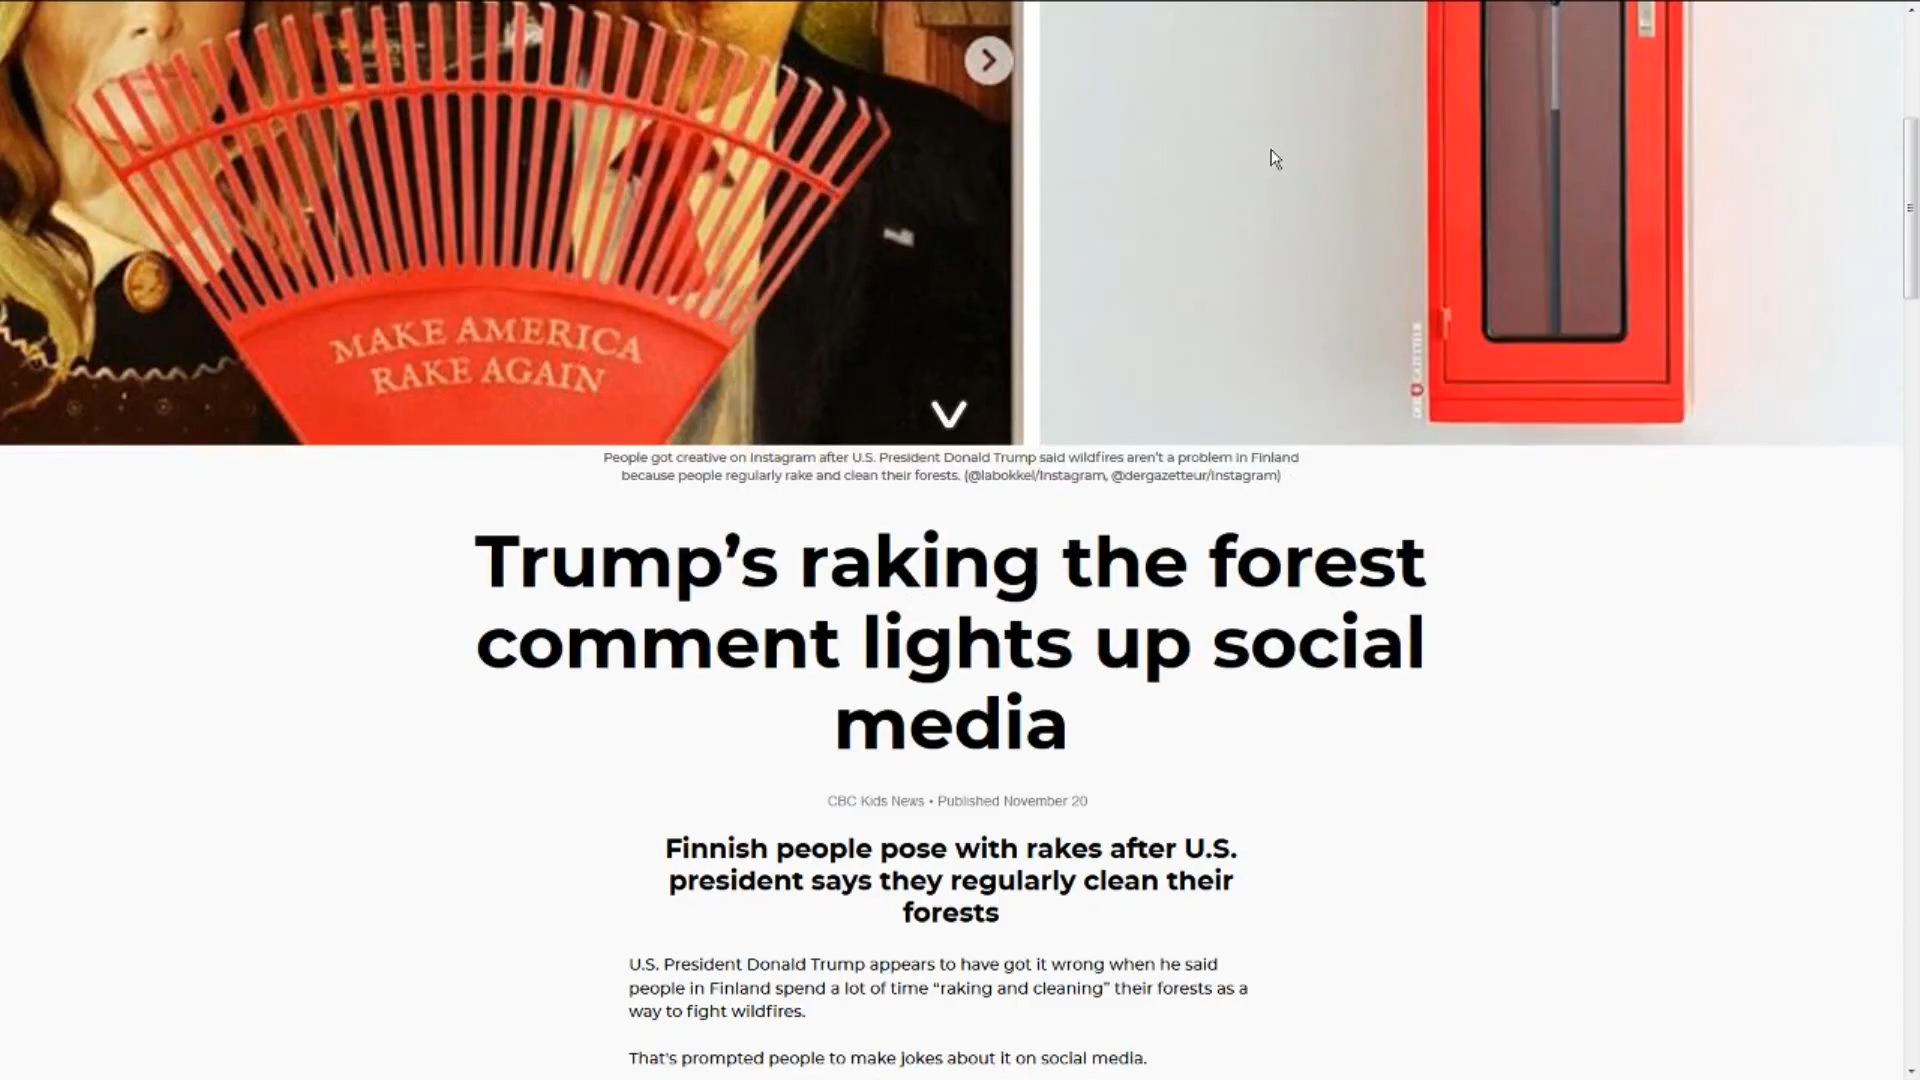 MAKE AMERICA
RAKE AGAIN
People got creative on Instagram after U.S. President Donald Trump said wildfires aren't a problem in Finland
because people regularly rake and clean their forests. (@labokkel/Instagram, @dergazetteur/Instagram)
Trump’s raking the forest
comment lights up social
media
CBC Kids News • Published November 20
Finnish people pose with rakes after U.S.
president says they regularly clean their
forests
U.S. President Donald Trump appears to have got it wrong when he said
people in Finland spend a lot of time “raking and cleaning” their forests as a
way to fight wildfires.
That's prompted people to make jokes about it on social media.